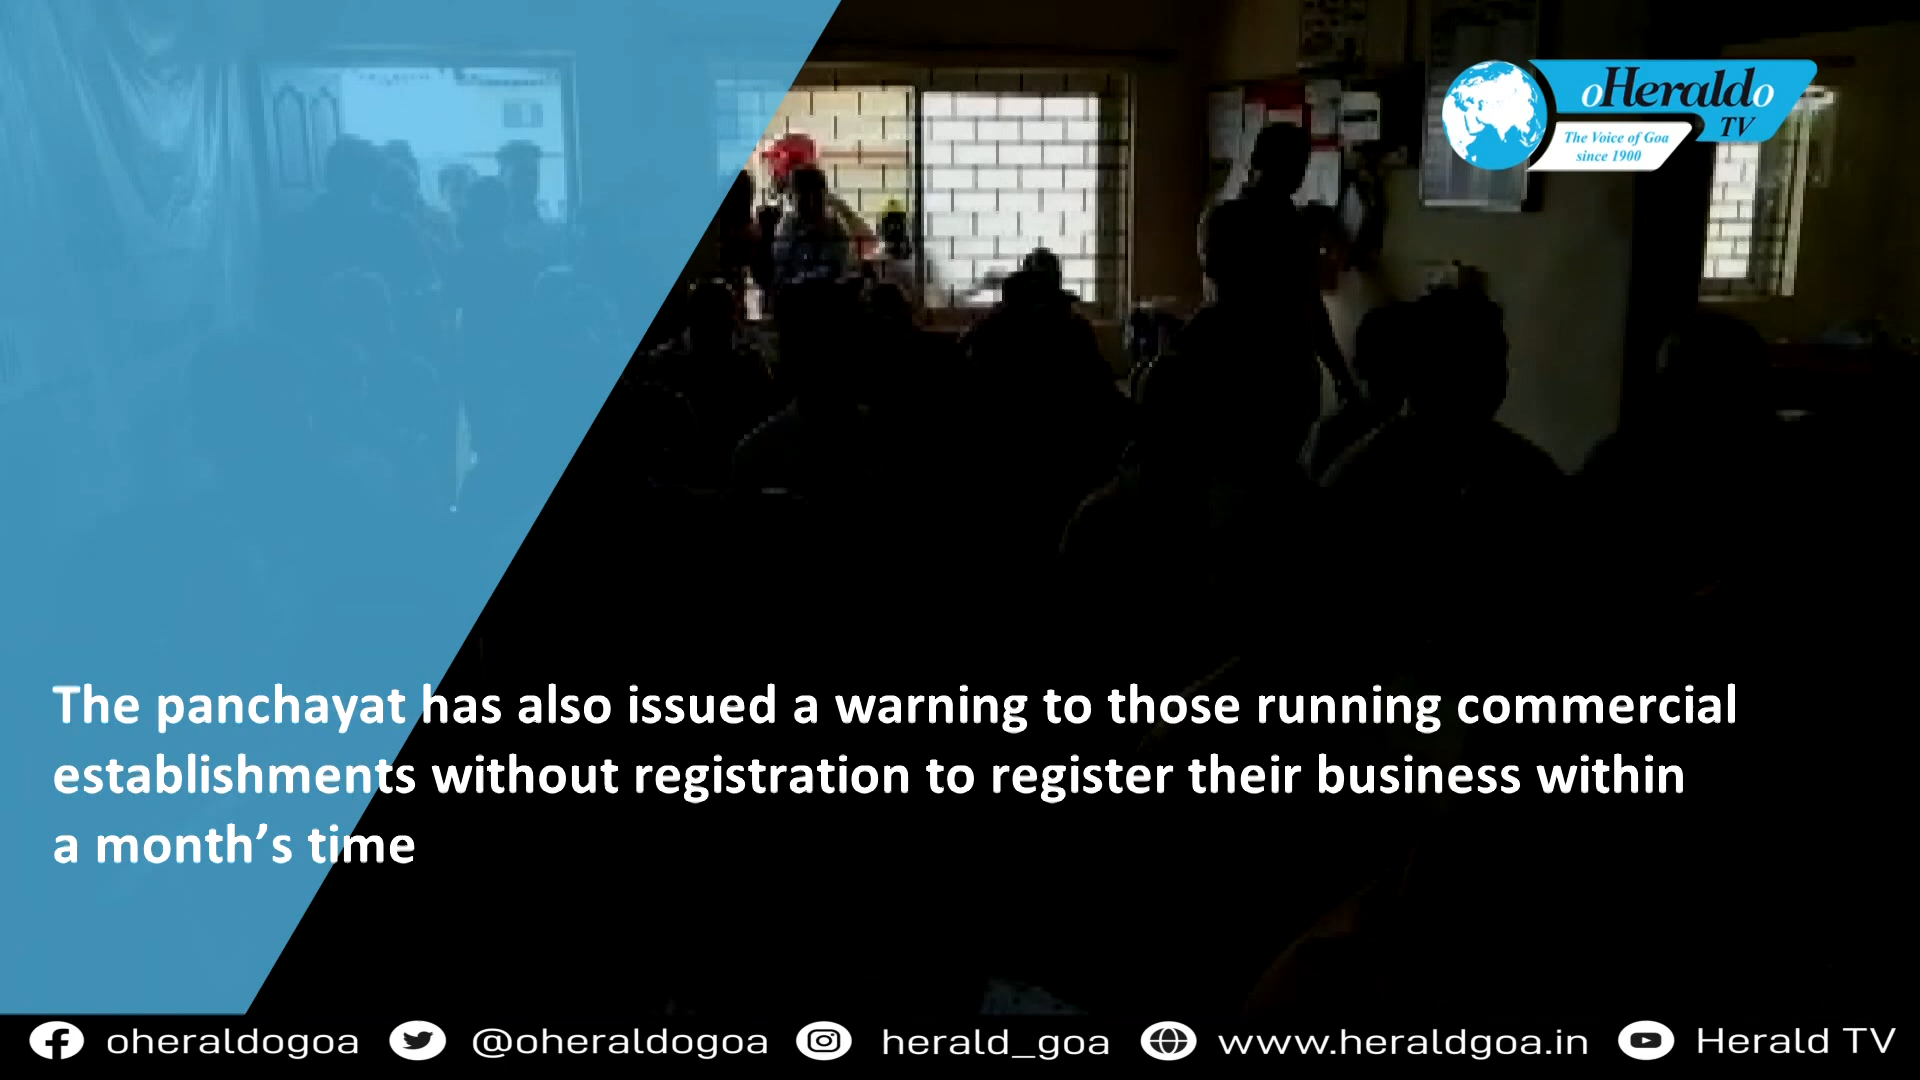 oHeraldo
TV
The Voice of Goa
since 1900
The panchayat has also issued a warning to those running commercial
establishments without registration to register their business within
a month’s time
oheraldogoa @oheraldogoa herald_goa www.heraldgoa.in Herald TV